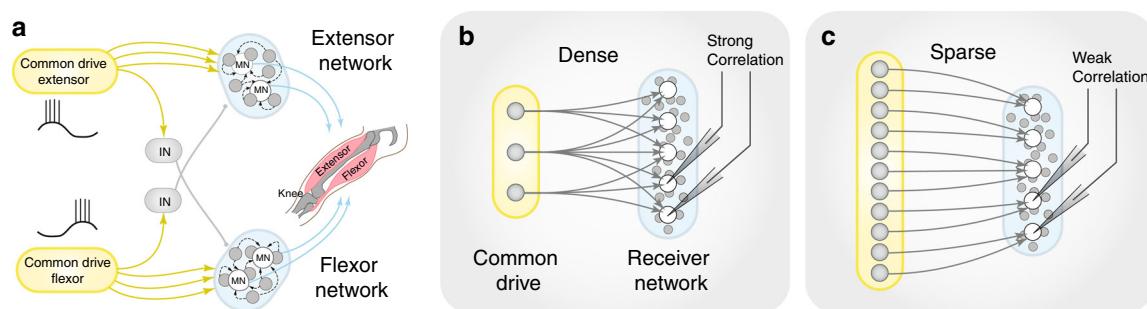 a
Common drive
extensor
MN
MN
Extensor
network
IN
IN
Extensor
Flexor
Knee
Common drive
flexor
MN
MN
Flexor
network
b
Dense
Strong
Correlation
Common
drive
Receiver
network
c
Sparse
Weak
Correlation